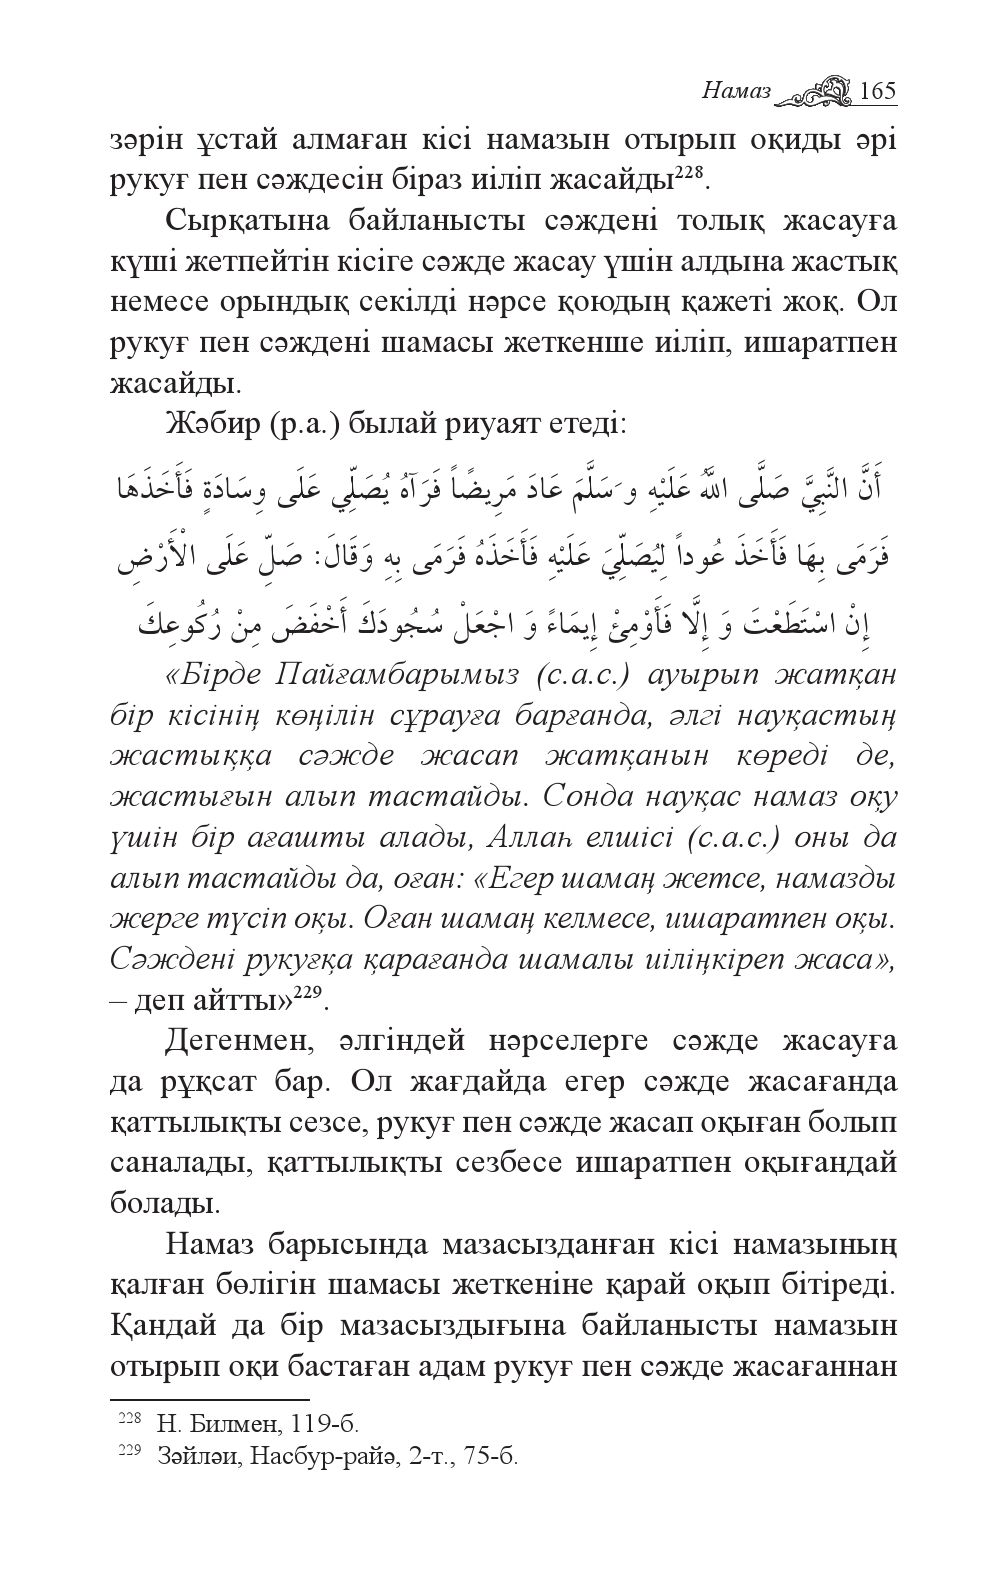 Намаз 165
зәрін ұстай алмаған кісі намазын отырып оқиды әрі
рукуғ пен сәждесін біраз иіліп жасайды²²⁸.
Сырқатына байланысты сәждені толық жасауға
күші жетпейтін кісіге сәжде жасау үшін алдына жастық
немесе орындық секілді нәрсе қоюдың қажеті жоқ. Ол
рукуғ пен сәждені шамасы жеткенше иіліп, ишаратпен
жасайды.
Жәбир (р.а.) былай риуаят етеді:
أَنَّ النَّبِيَّ صَلَّى اللهُ عَلَيْهِ وَسَلَّمَ عَادَ مَرِيضًاً فَرَآهُ يُصَلِّي عَلَى وِسَادَةٍ فَأَخَذَهَا
فَرَمَى بِهَا فَأَخَذَ عُوداً لِيُصَلِّيَ عَلَيْهِ فَأَخَذَهُ فَرَمَى بِهِ وَقَالَ: صَلِّ عَلَى الْأَرْضِ
إِنْ اسْتَطَعْتَ وَ إِلَّا فَأَوْمِئْ إِيمَاءً وَ اجْعَلْ سُجُودَكَ أَخْفَضَ مِنْ رُكُوعِكَ
«Бірде Пайғамбарымыз (с.а.с.) ауырып жатқан
бір кісінің көңілін сұрауға барғанда, әлгі науқастың
жастыққа сәжде жасап жатқанын көреді де,
жастығын алып тастайды. Сонда науқас намаз оқу
үшін бір ағашты алады, Аллаһ елшісі (с.а.с.) оны да
алып тастайды да, оған: «Егер шамаң жетсе, намазды
жерге түсіп оқы. Оған шамаң келмесе, ишаратпен оқы.
Сәждені рукуғқа қарағанда шамалы иіліңкіреп жаса»,
– деп айтты»²²⁹.
Дегенмен, әлгіндей нәрселерге сәжде жасауға
да рұқсат бар. Ол жағдайда егер сәжде жасағанда
қаттылықты сезсе, рукуғ пен сәжде жасап оқыған болып
саналады, қаттылықты сезбесе ишаратпен оқығандай
болады.
Намаз барысында мазасызданған кісі намазының
қалған бөлігін шамасы жеткеніне қарай оқып бітіреді.
Қандай да бір мазасыздығына байланысты намазын
отырып оқи бастаған адам рукуғ пен сәжде жасағаннан
²²⁸ Н. Билмен, 119-б.
²²⁹ Зәйләи, Насбур-райә, 2-т., 75-б.